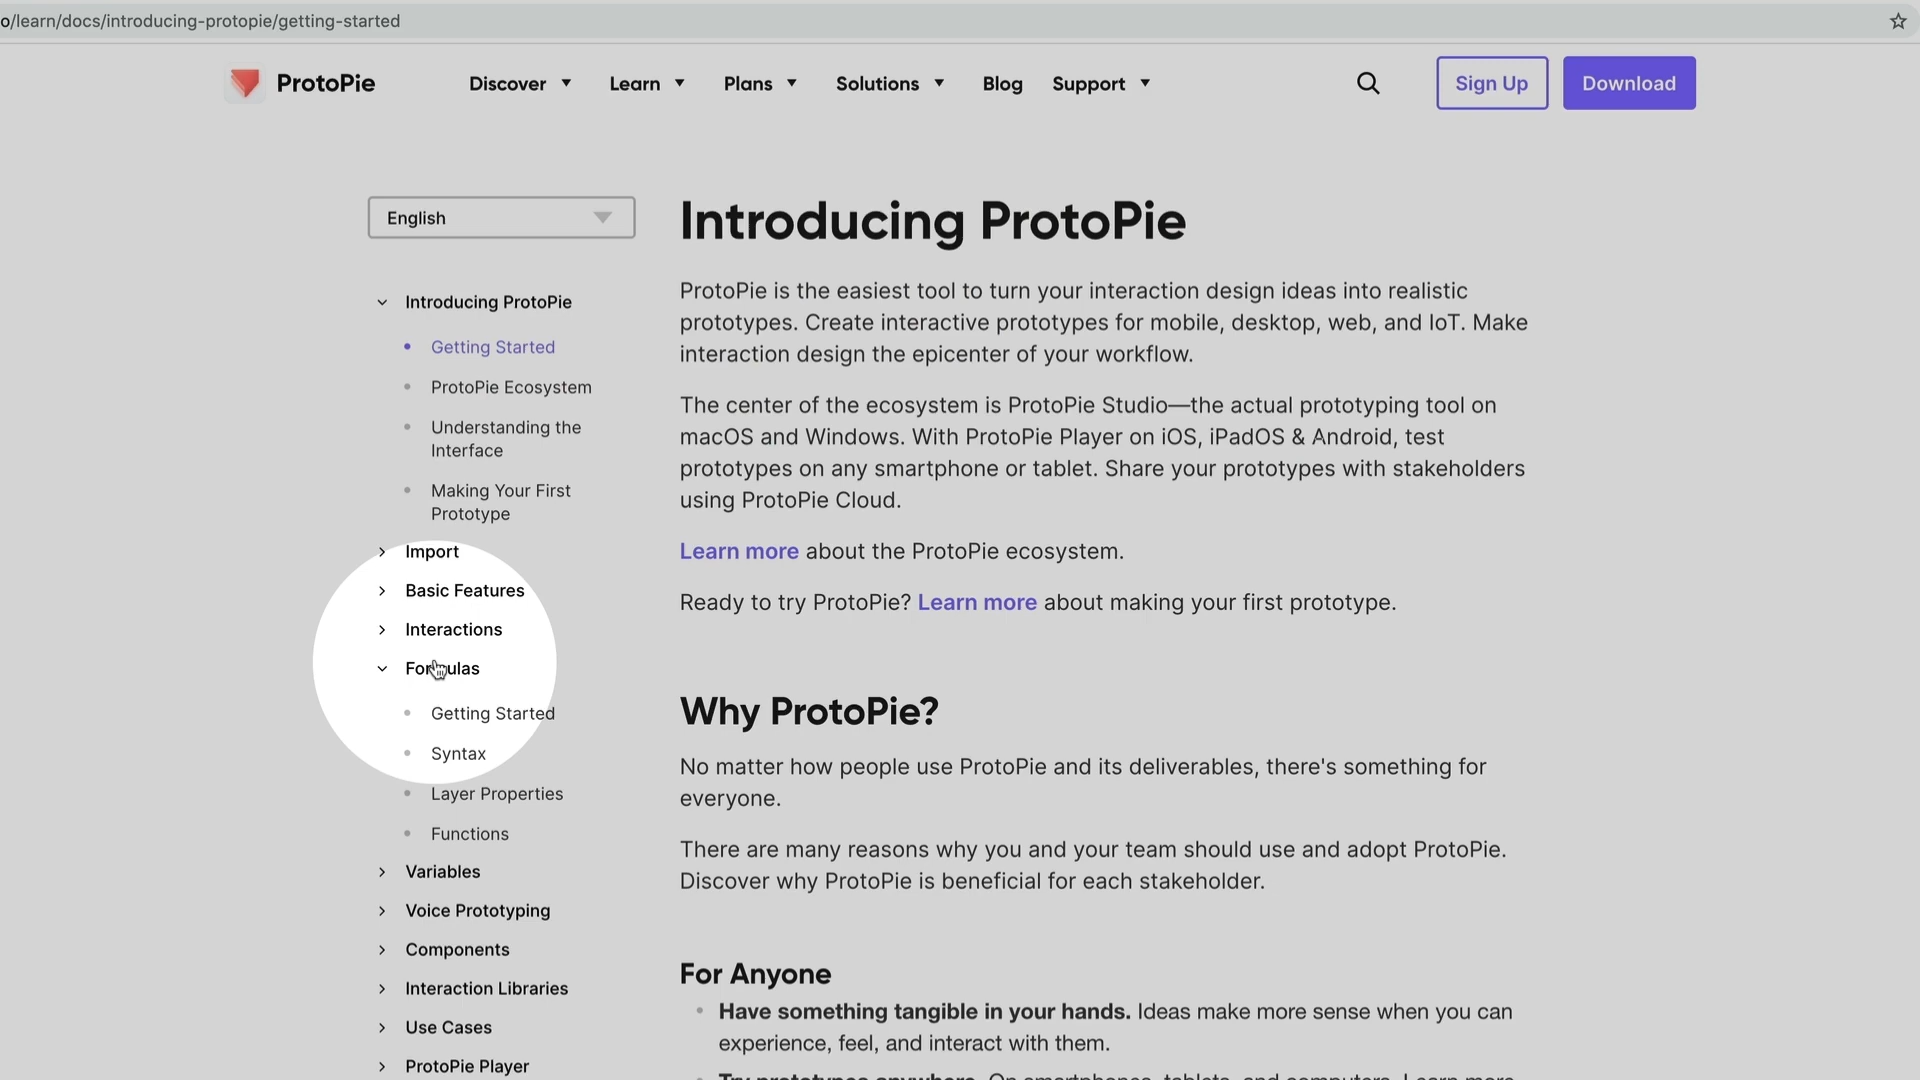 o/learn/docs/introducing-protopie/getting-started
ProtoPie
Discover
Learn
Plans
Solutions
Blog
Support
Sign Up
Download
English
Introducing ProtoPie
Getting Started
ProtoPie Ecosystem
Understanding the
Interface
Making Your First
Prototype
Import
Basic Features
Interactions
Formulas
Getting Started
Syntax
Layer Properties
Functions
Variables
Voice Prototyping
Components
Interaction Libraries
Use Cases
ProtoPie Player
Introducing ProtoPie
ProtoPie is the easiest tool to turn your interaction design ideas into realistic
prototypes. Create interactive prototypes for mobile, desktop, web, and IoT. Make
interaction design the epicenter of your workflow.
The center of the ecosystem is ProtoPie Studio—the actual prototyping tool on
macOS and Windows. With ProtoPie Player on iOS, iPadOS & Android, test
prototypes on any smartphone or tablet. Share your prototypes with stakeholders
using ProtoPie Cloud.
Learn more about the ProtoPie ecosystem.
Ready to try ProtoPie? Learn more about making your first prototype.
Why ProtoPie?
No matter how people use ProtoPie and its deliverables, there's something for
everyone.
There are many reasons why you and your team should use and adopt ProtoPie.
Discover why ProtoPie is beneficial for each stakeholder.
For Anyone
Have something tangible in your hands. Ideas make more sense when you can
experience, feel, and interact with them.
Try prototypes anywhere. On smartphones, tablets, and computers. Learn more